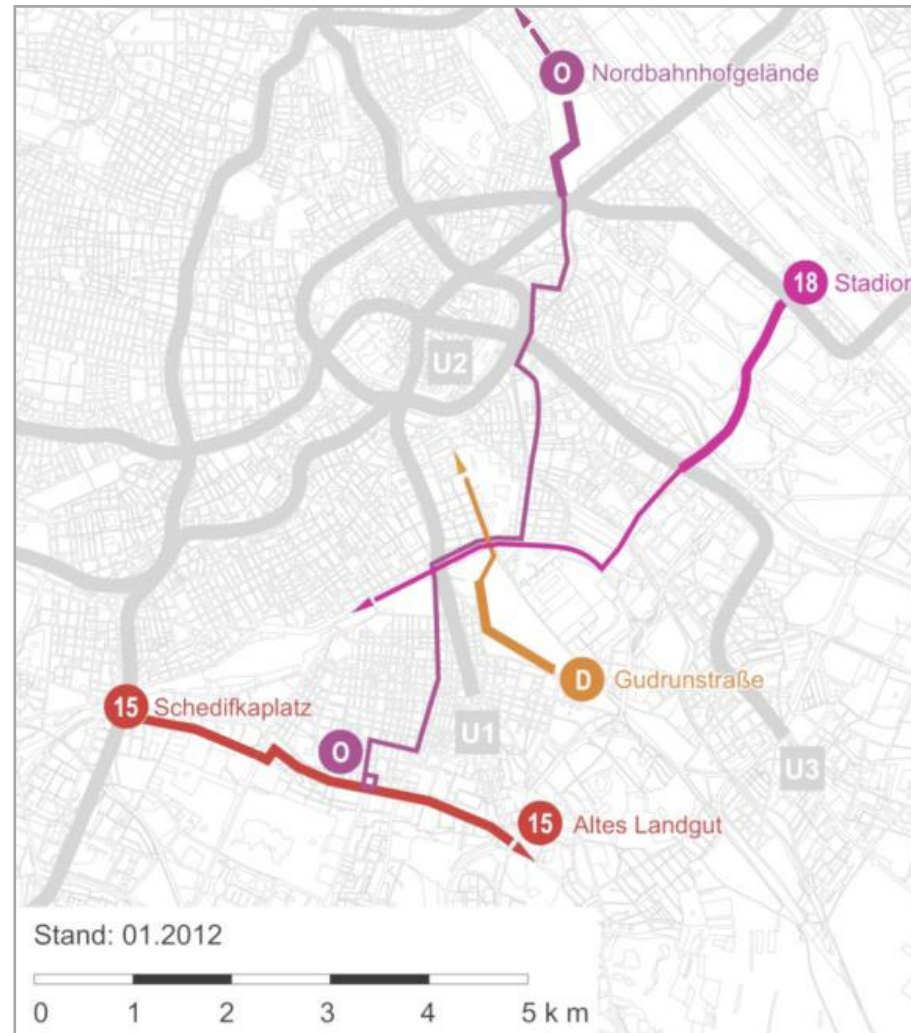 O Nordbahnhofgelände
18 Stadion
U2
D Gudrunstraße
15 Schedifkaplatz
O
U1
U3
15 Altes Landgut
Stand: 01.2012
0 1 2 3 4 5 k m